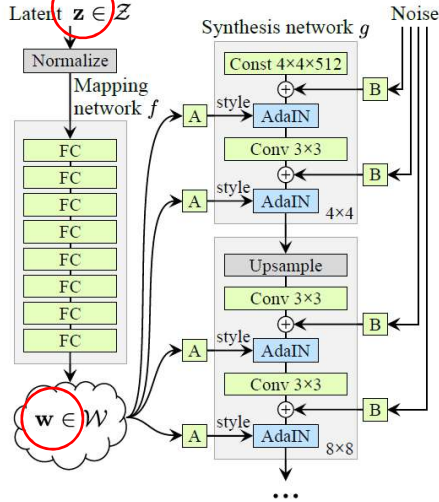 Latent z ∈ 𝒵
Normalize
Mapping
network f
FC
FC
FC
FC
FC
FC
FC
FC
w ∈ 𝒲
Synthesis network g
Noise
Const 4×4×512
B
A
style
AdaIN
Conv 3×3
B
A
style
AdaIN
4×4
Upsample
Conv 3×3
B
A
style
AdaIN
Conv 3×3
B
A
style
AdaIN
8×8
...